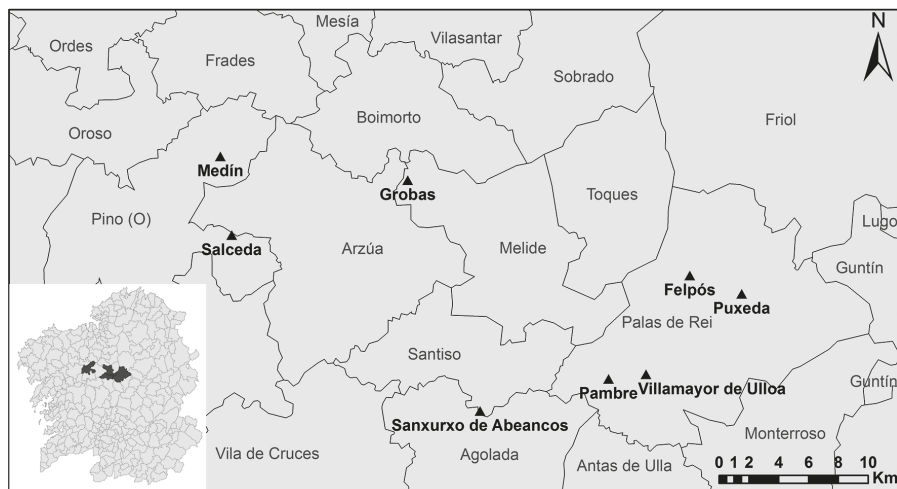 Mesía
N
Ordes
Vilasantar
Frades
Sobrado
Boimorto
Friol
Oroso
Medín
Grobas
Toques
Pino (O)
Lugo
Salceda
Arzúa
Melide
Guntín
Felpós
Puxeda
Palas de Rei
Santiso
Guntín
Pambre
Villamayor de Ulloa
Sanxurxo de Abeancos
Monterroso
Vila de Cruces
Agolada
Antas de Ulla
0 1 2 4 6 8 10
Km